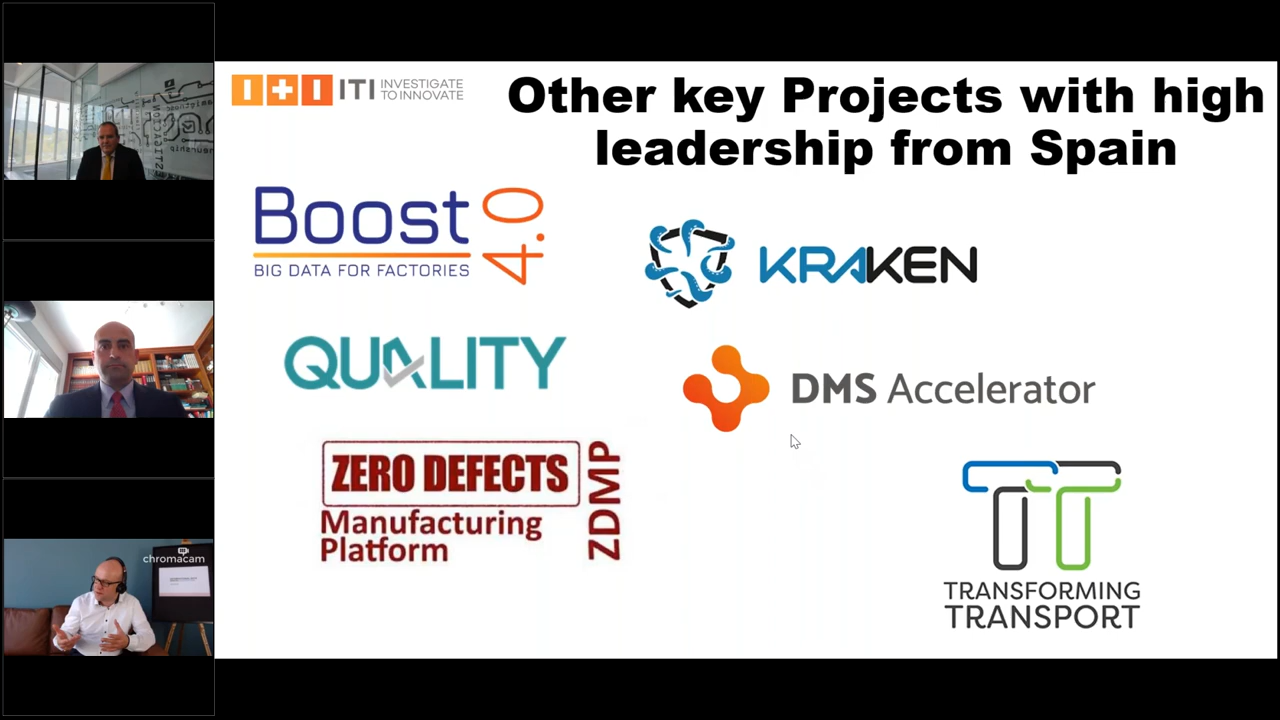 I+I ITI INVESTIGATE
TO INNOVATE
Other key Projects with high
leadership from Spain
Boost 4.0
BIG DATA FOR FACTORIES
KRAKEN
QUALITY
DMS Accelerator
ZERO DEFECTS
Manufacturing
Platform
ZDMP
TRANSFORMING
TRANSPORT
chromacam